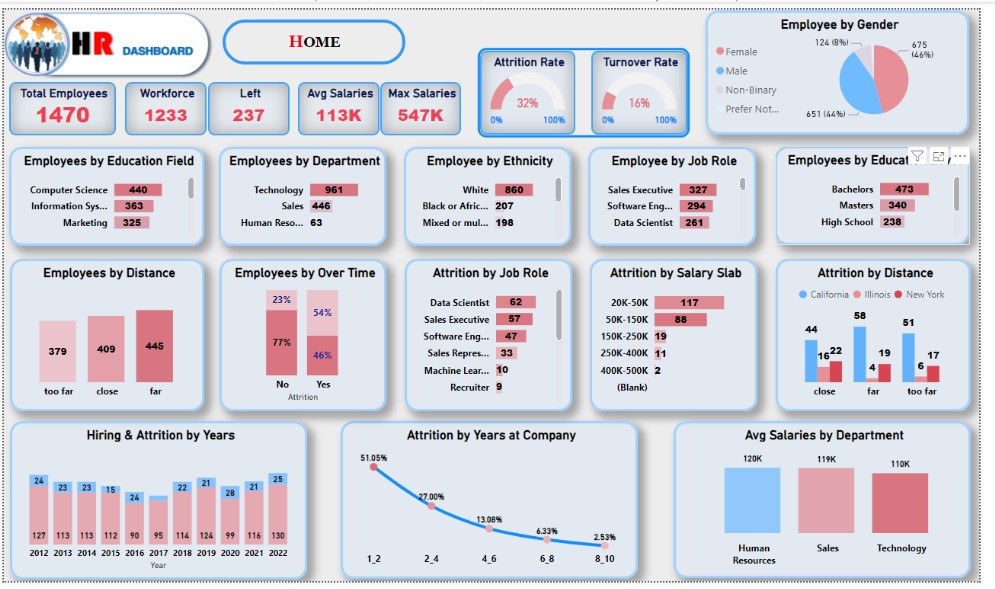 HR DASHBOARD
HOME
Total Employees
1470
Workforce
1233
Left
237
Avg Salaries
113K
Max Salaries
547K
Attrition Rate
32%
0% 100%
Turnover Rate
16%
0% 100%
Employee by Gender
Female
Male
Non-Binary
Prefer Not...
124 (8%)
675
(46%)
651 (44%)
Employees by Education Field
Computer Science 440
Information Sys... 363
Marketing 325
Employees by Department
Technology 961
Sales 446
Human Reso... 63
Employee by Ethnicity
White 860
Black or Afric... 207
Mixed or mul... 198
Employee by Job Role
Sales Executive 327
Software Eng... 294
Data Scientist 261
Employees by Educat
Bachelors 473
Masters 340
High School 238
Employees by Distance
379 409 445
too far close far
Employees by Over Time
23% 54%
77% 46%
No Yes
Attrition
Attrition by Job Role
Data Scientist 62
Sales Executive 57
Software Eng... 47
Sales Repres... 33
Machine Lear... 10
Recruiter 9
Attrition by Salary Slab
20K-50K 117
50K-150K 88
150K-250K 19
250K-400K 11
400K-500K 2
(Blank)
Attrition by Distance
California Illinois New York
44 16 22 58 4 19 51 6 17
close far too far
Hiring & Attrition by Years
24 23 23 15 24 22 21 28 21 25
127 113 113 112 90 95 114 124 99 116 130
2012 2013 2014 2015 2016 2017 2018 2019 2020 2021 2022
Year
Attrition by Years at Company
51.05%
27.00%
13.08%
6.33%
2.53%
1_2 2_4 4_6 6_8 8_10
Avg Salaries by Department
120K 119K 110K
Human
Resources
Sales
Technology